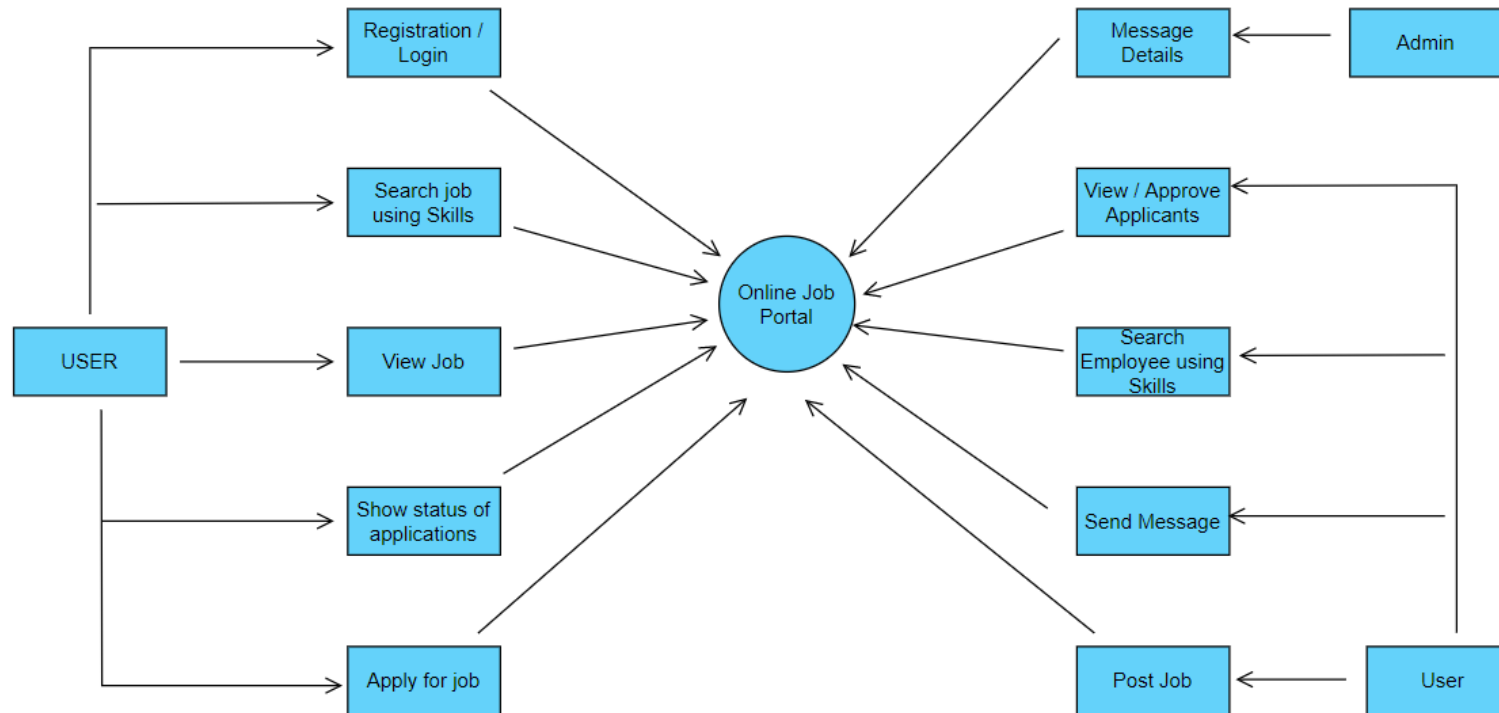 Registration /
Login
Message
Details
Admin
Search job
using Skills
View / Approve
Applicants
Online Job
Portal
USER
View Job
Search
Employee using
Skills
Show status of
applications
Send Message
Apply for job
Post Job
User